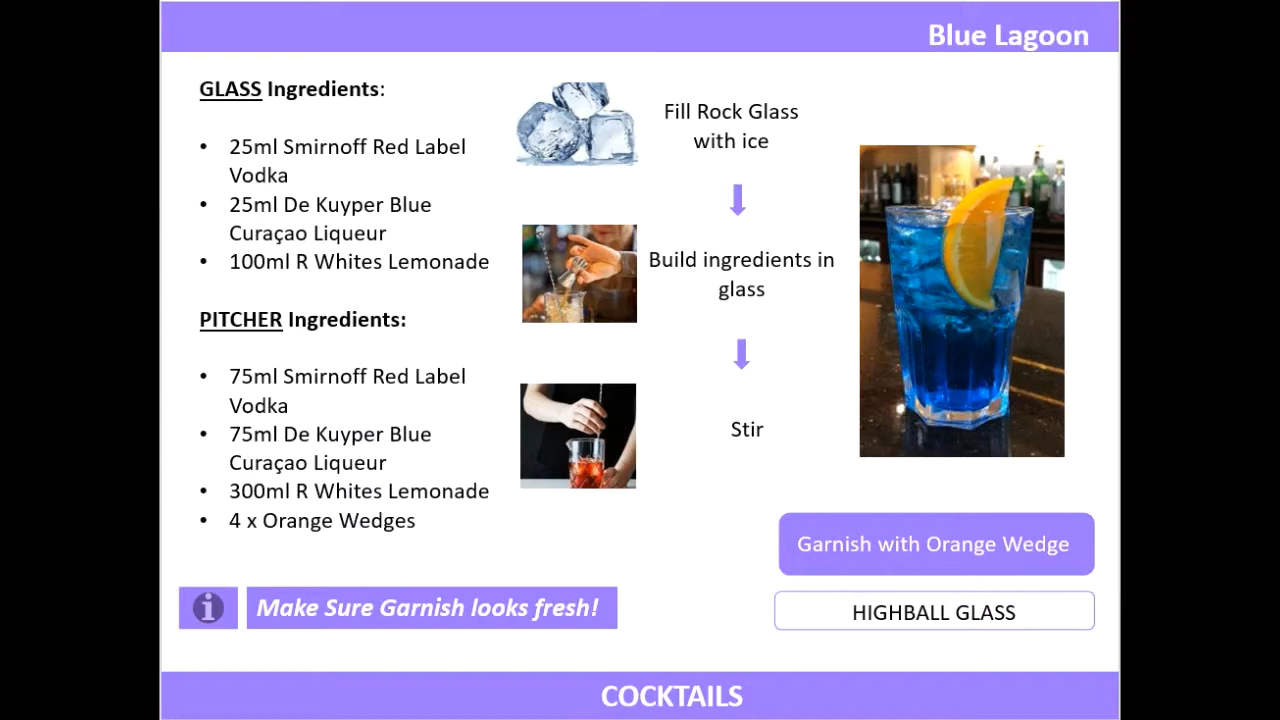 Blue Lagoon
GLASS Ingredients:
• 25ml Smirnoff Red Label
Vodka
• 25ml De Kuyper Blue
Curaçao Liqueur
• 100ml R Whites Lemonade
PITCHER Ingredients:
• 75ml Smirnoff Red Label
Vodka
• 75ml De Kuyper Blue
Curaçao Liqueur
• 300ml R Whites Lemonade
• 4 x Orange Wedges
Fill Rock Glass
with ice
Build ingredients in
glass
Stir
Garnish with Orange Wedge
HIGHBALL GLASS
i
Make Sure Garnish looks fresh!
COCKTAILS